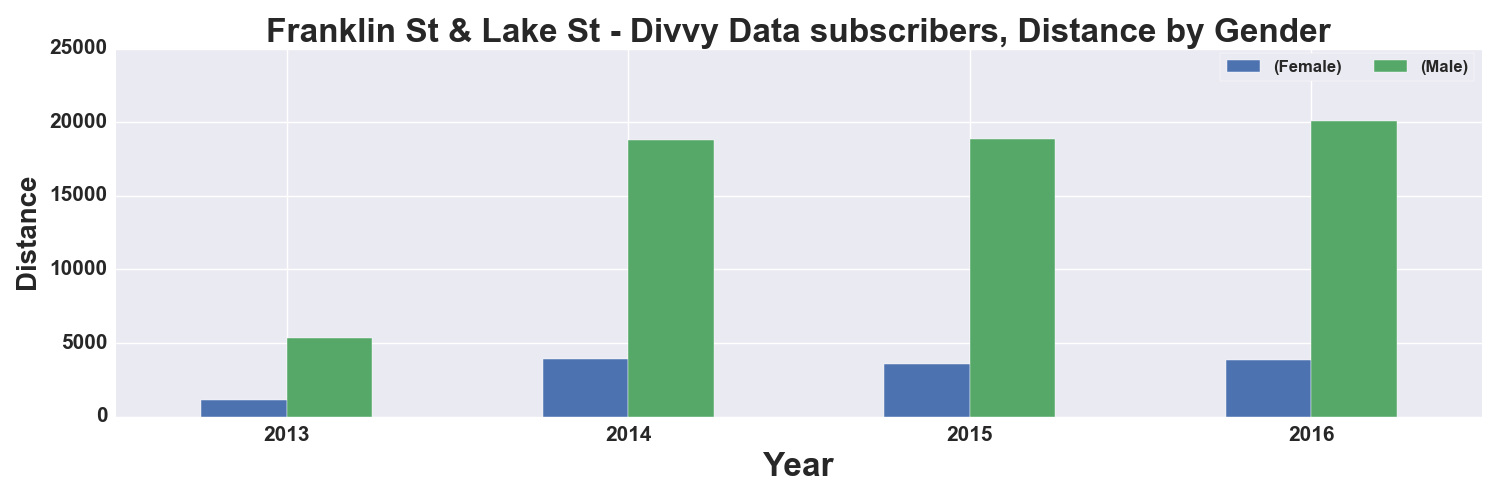 Franklin St & Lake St - Divvy Data subscribers, Distance by Gender
25000
20000
15000
10000
5000
0
Distance
(Female) (Male)
2013 2014 2015 2016
Year